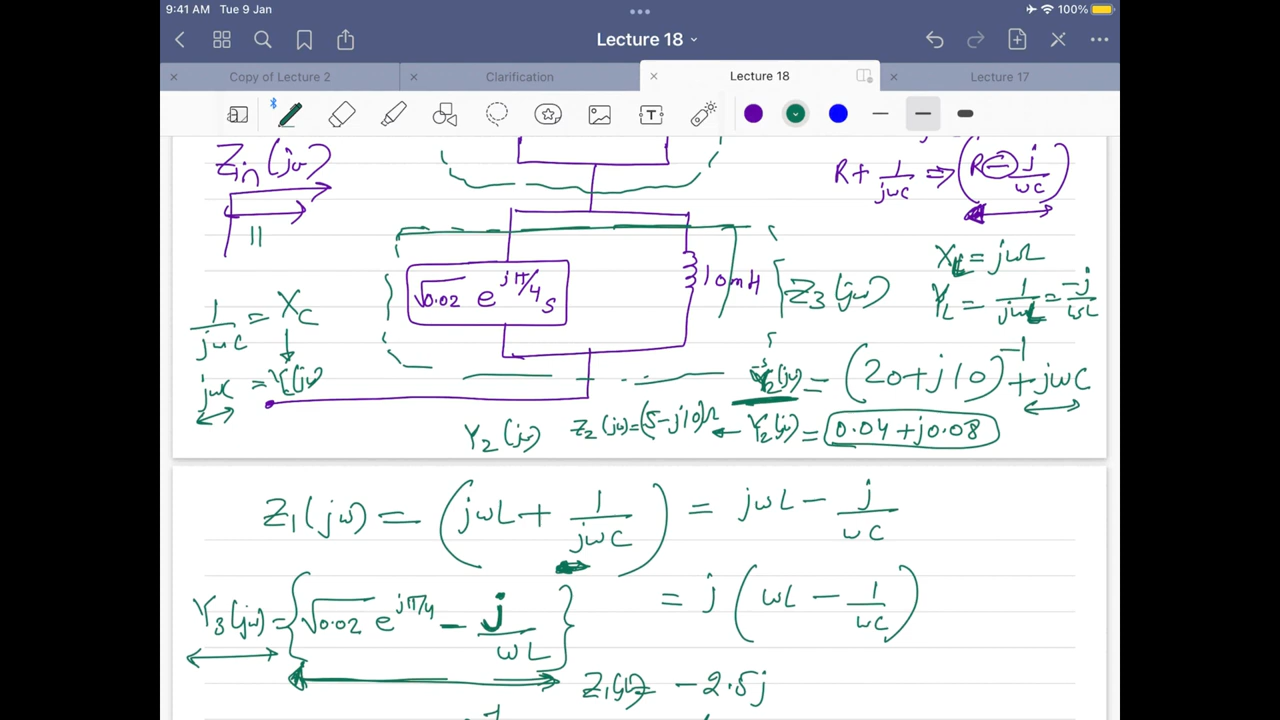 9:41 AM Tue 9 Jan 100%
Lecture 18
Copy of Lecture 2 Clarification Lecture 18 Lecture 17
Zin(jω)
R + 1/jωC ⇒ (R − j/ωC)
11
XL = jωL
√0.02 e^jπ/4 S
10mH
Z3(jω)
YL = 1/jωL = −j/ωL
1/jωC = XC
jωC = Yc(jω)
Y2(jω) = (20+j10)^-1 + jωC
Y2(jω) Z2(jω)=(5−j10)Ω ← Y2(jω) = 0.04+j0.08
Z1(jω) = (jωL + 1/jωC) = jωL − j/ωC
= j(ωL − 1/ωC)
Y3(jω) = {√0.02 e^jπ/4 − j/ωL}
−2.5j
-1